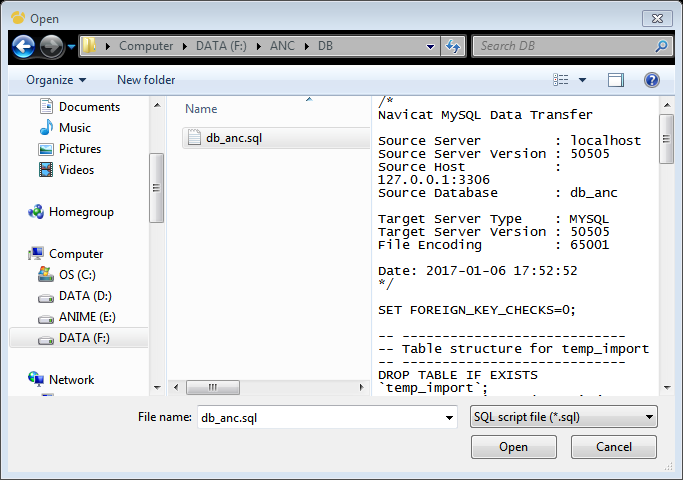 Open
Computer DATA (F:) ANC DB
Search DB
Organize New folder
Documents
Music
Pictures
Videos
Homegroup
Computer
OS (C:)
DATA (D:)
ANIME (E:)
DATA (F:)
Network
Name
db_anc.sql
/*
Navicat MySQL Data Transfer
Source Server : localhost
Source Server Version : 50505
Source Host :
127.0.0.1:3306
Source Database : db_anc
Target Server Type : MYSQL
Target Server Version : 50505
File Encoding : 65001
Date: 2017-01-06 17:52:52
*/
SET FOREIGN_KEY_CHECKS=0;
-- ----------------------------
-- Table structure for temp_import
-- ----------------------------
DROP TABLE IF EXISTS
`temp_import`;
File name: db_anc.sql SQL script file (*.sql)
Open Cancel